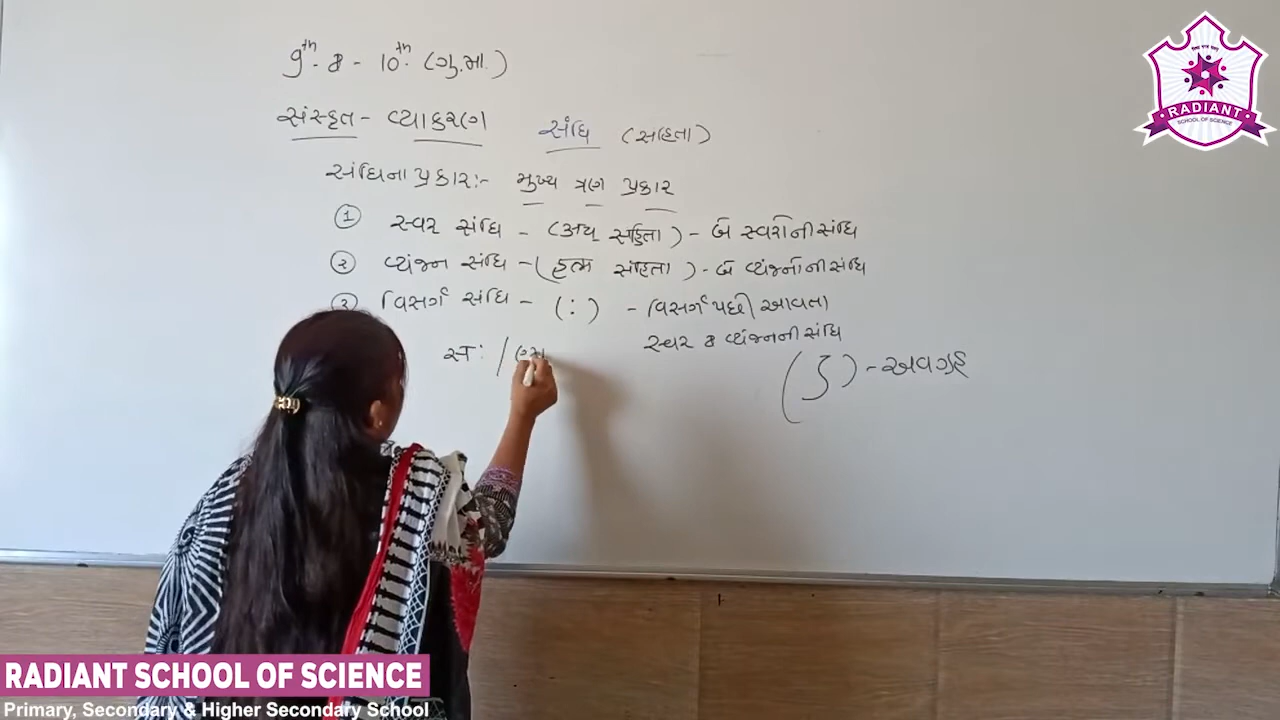 9th - & - 10th (ગુ.મા.)
સંસ્કૃત - વ્યાકરણ સંધિ (સંહિતા)
સંધિના પ્રકાર:- મુખ્ય ત્રણ પ્રકાર
① સ્વર સંધિ - (અચ્ સંહિતા) - બે સ્વરોની સંધિ
② વ્યંજન સંધિ - (હલ્ સંહિતા) - બે વ્યંજનોની સંધિ
③ વિસર્ગ સંધિ - (:) - વિસર્ગ પછી આવતા
સ્વર & વ્યંજનની સંધિ
(ઽ) - અવગ્રહ
સઃ /
RADIANT
SCHOOL OF SCIENCE
RADIANT SCHOOL OF SCIENCE
Primary, Secondary & Higher Secondary School